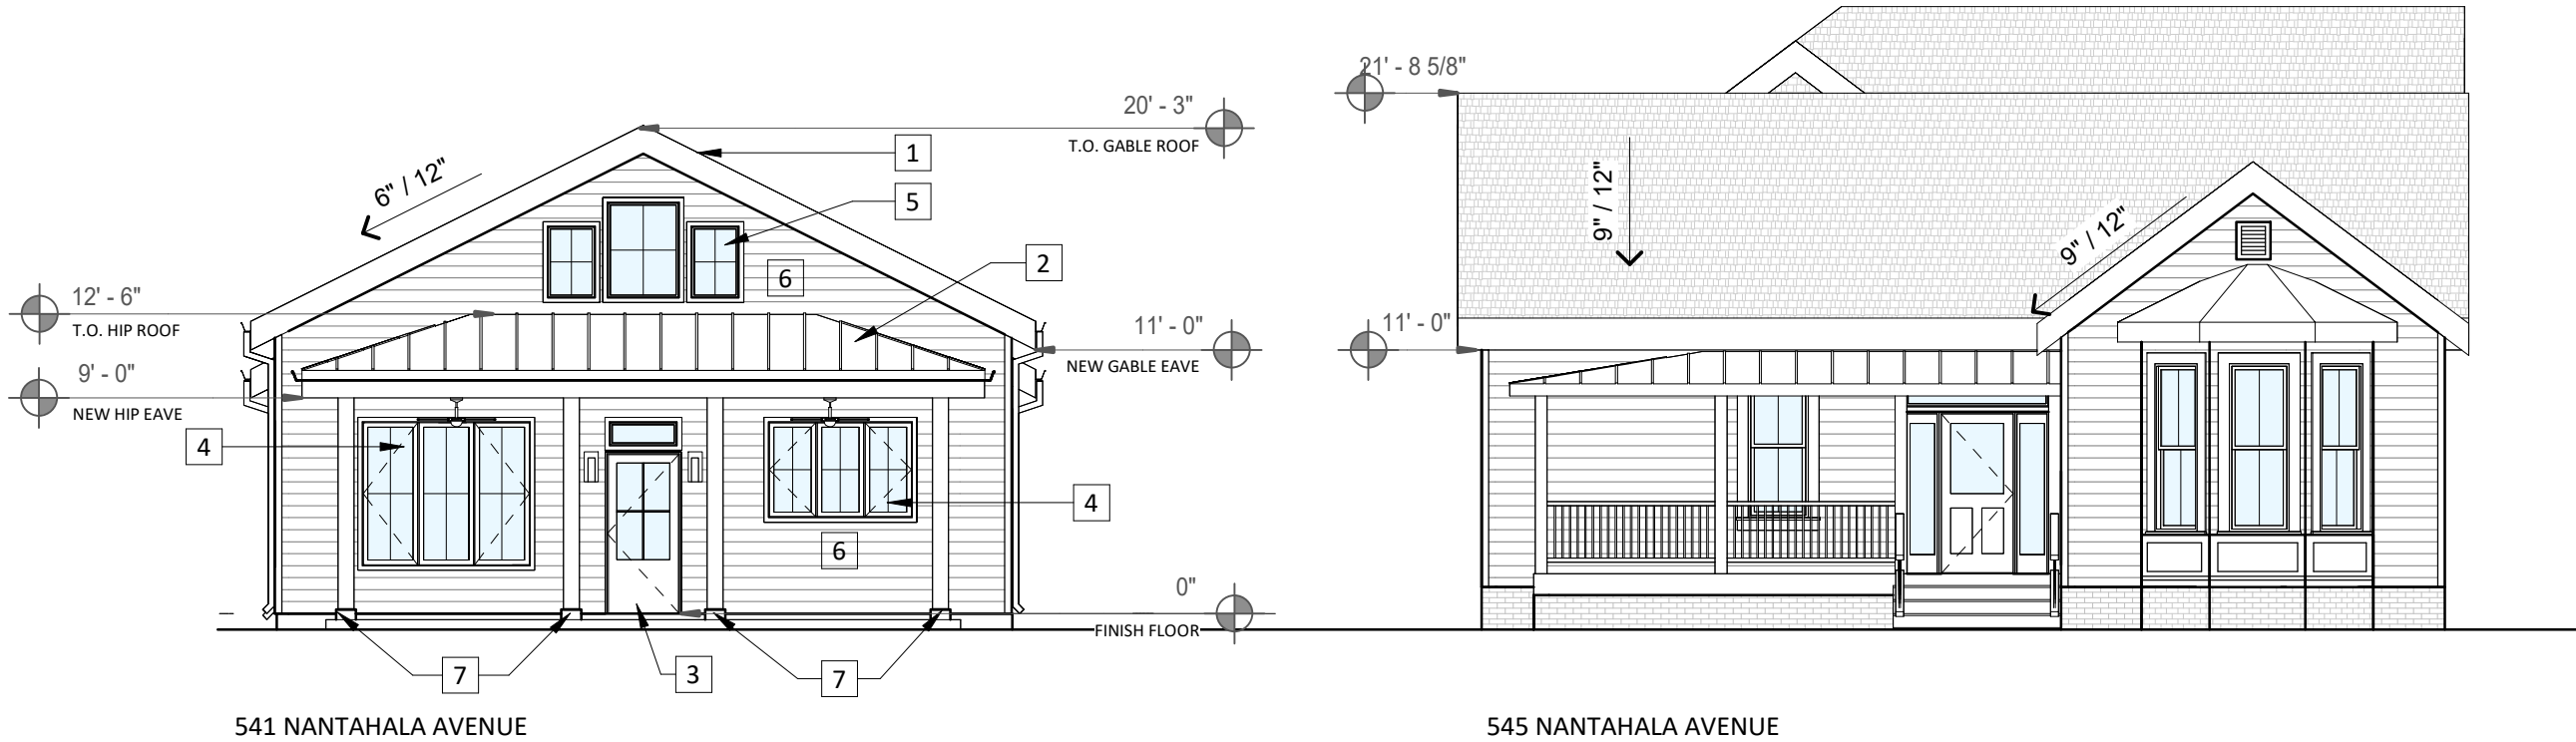 21' - 8 5/8"
20' - 3"
T.O. GABLE ROOF
1
6" / 12"
5
9" / 12"
9" / 12"
2
6
12' - 6"
T.O. HIP ROOF
11' - 0"
NEW GABLE EAVE
11' - 0"
9' - 0"
NEW HIP EAVE
4
4
6
0"
FINISH FLOOR
7
3
7
541 NANTAHALA AVENUE
545 NANTAHALA AVENUE